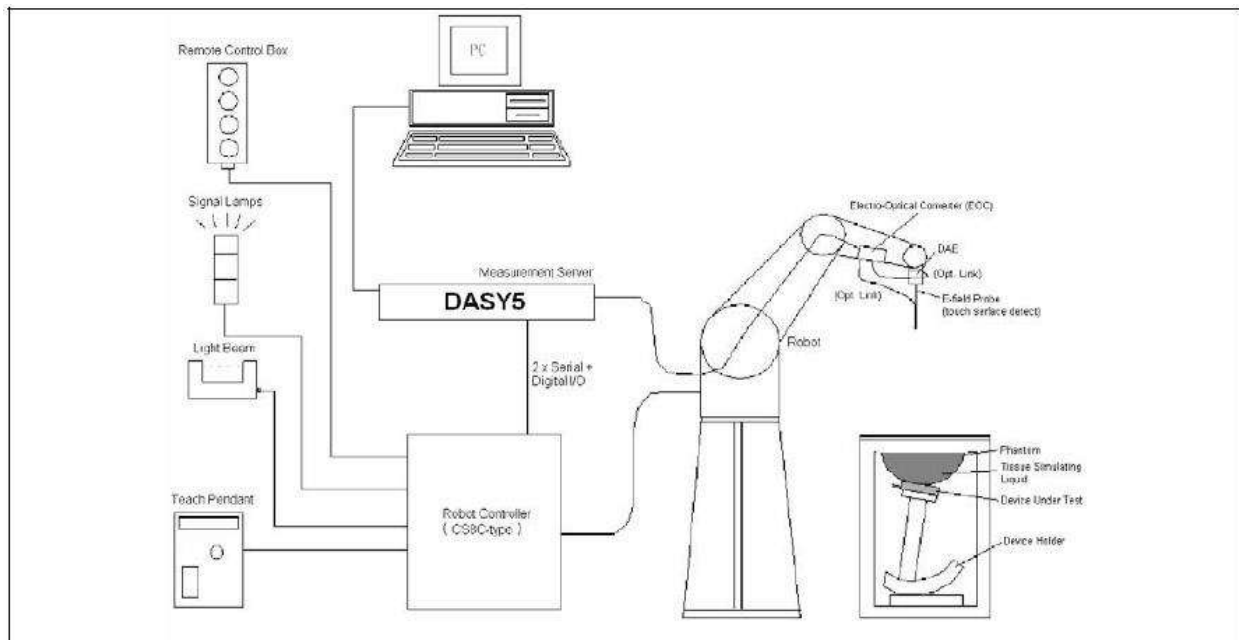 Remote Control Box
PC
Signal Lamps
Electro-Optical Converter (EOC)
DAE
(Opt. Link)
Measurement Server
DASY5
(Opt. Link)
E-field Probe
(touch surface detect)
Light Beam
Robot
2 x Serial +
Digital I/O
Phantom
Tissue Simulating
Liquid
Device Under Test
Teach Pendant
Robot Controller
( CS8C-type )
Device Holder